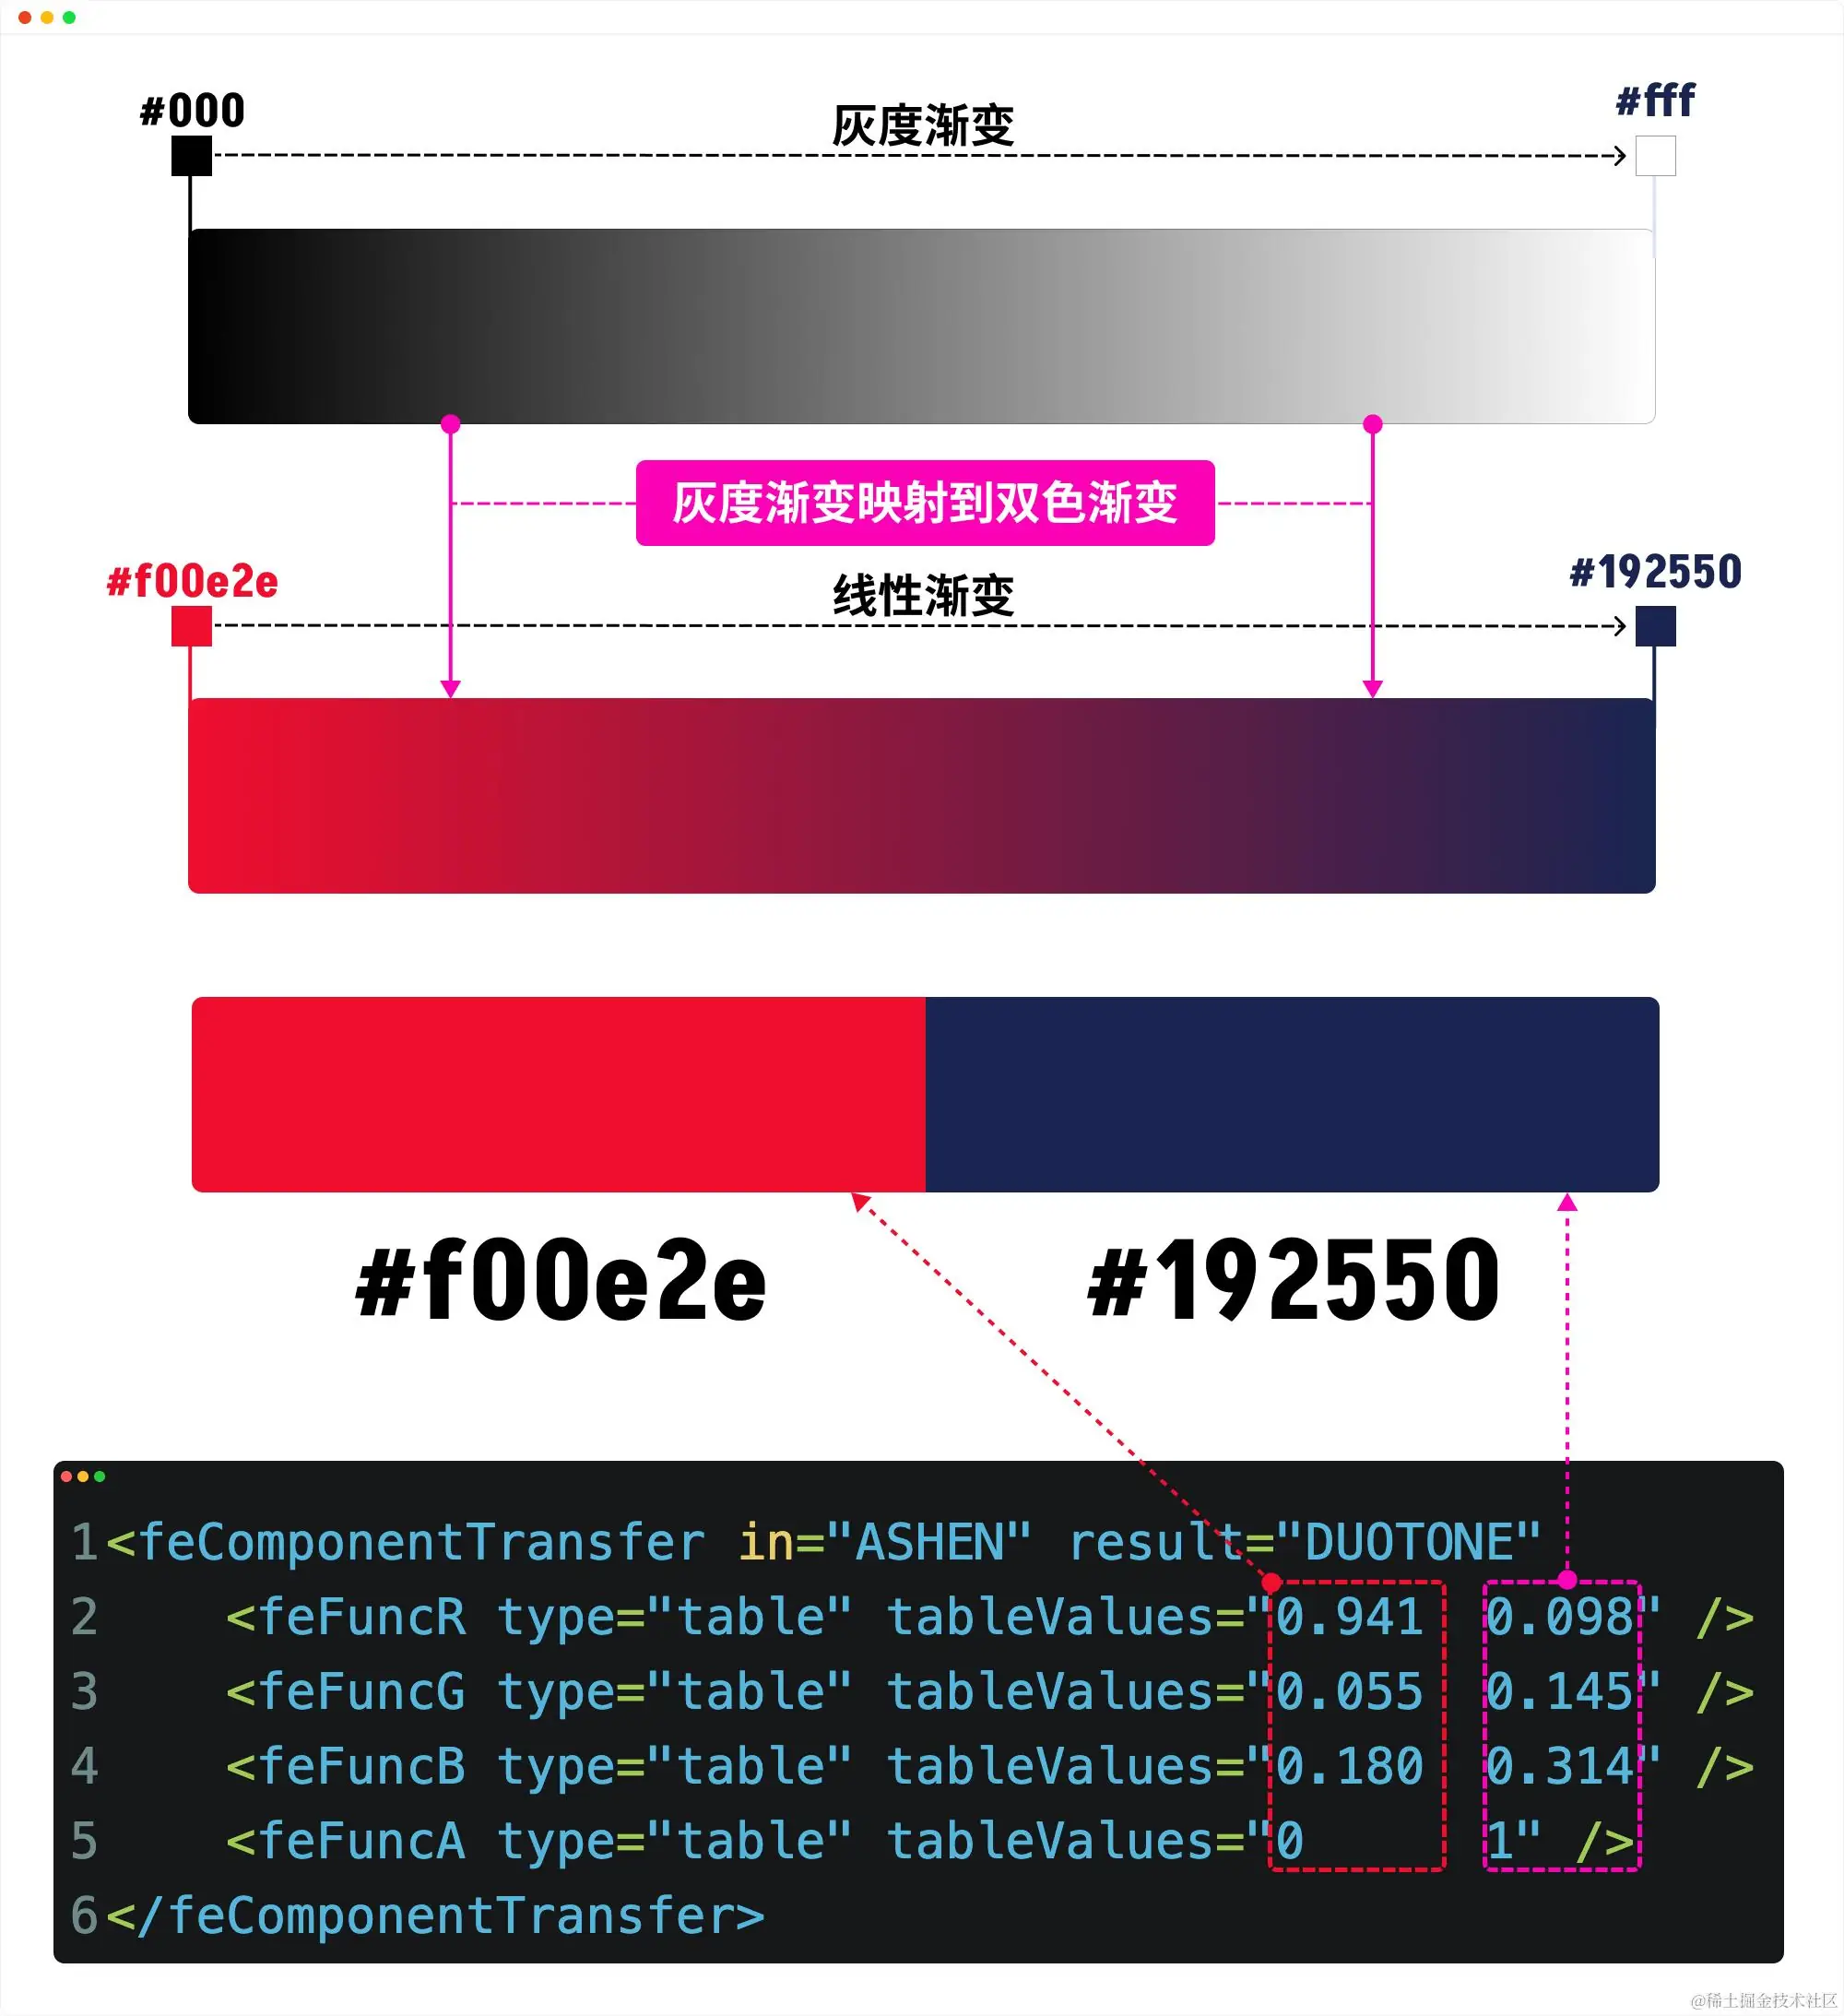 #000
灰度渐变
#fff
灰度渐变映射到双色渐变
#f00e2e
线性渐变
#192550
#f00e2e
#192550
1<feComponentTransfer in="ASHEN" result="DUOTONE"
2    <feFuncR type="table" tableValues="0.941  0.098" />
3    <feFuncG type="table" tableValues="0.055  0.145" />
4    <feFuncB type="table" tableValues="0.180  0.314" />
5    <feFuncA type="table" tableValues="0      1" />
6</feComponentTransfer>
@稀土掘金技术社区